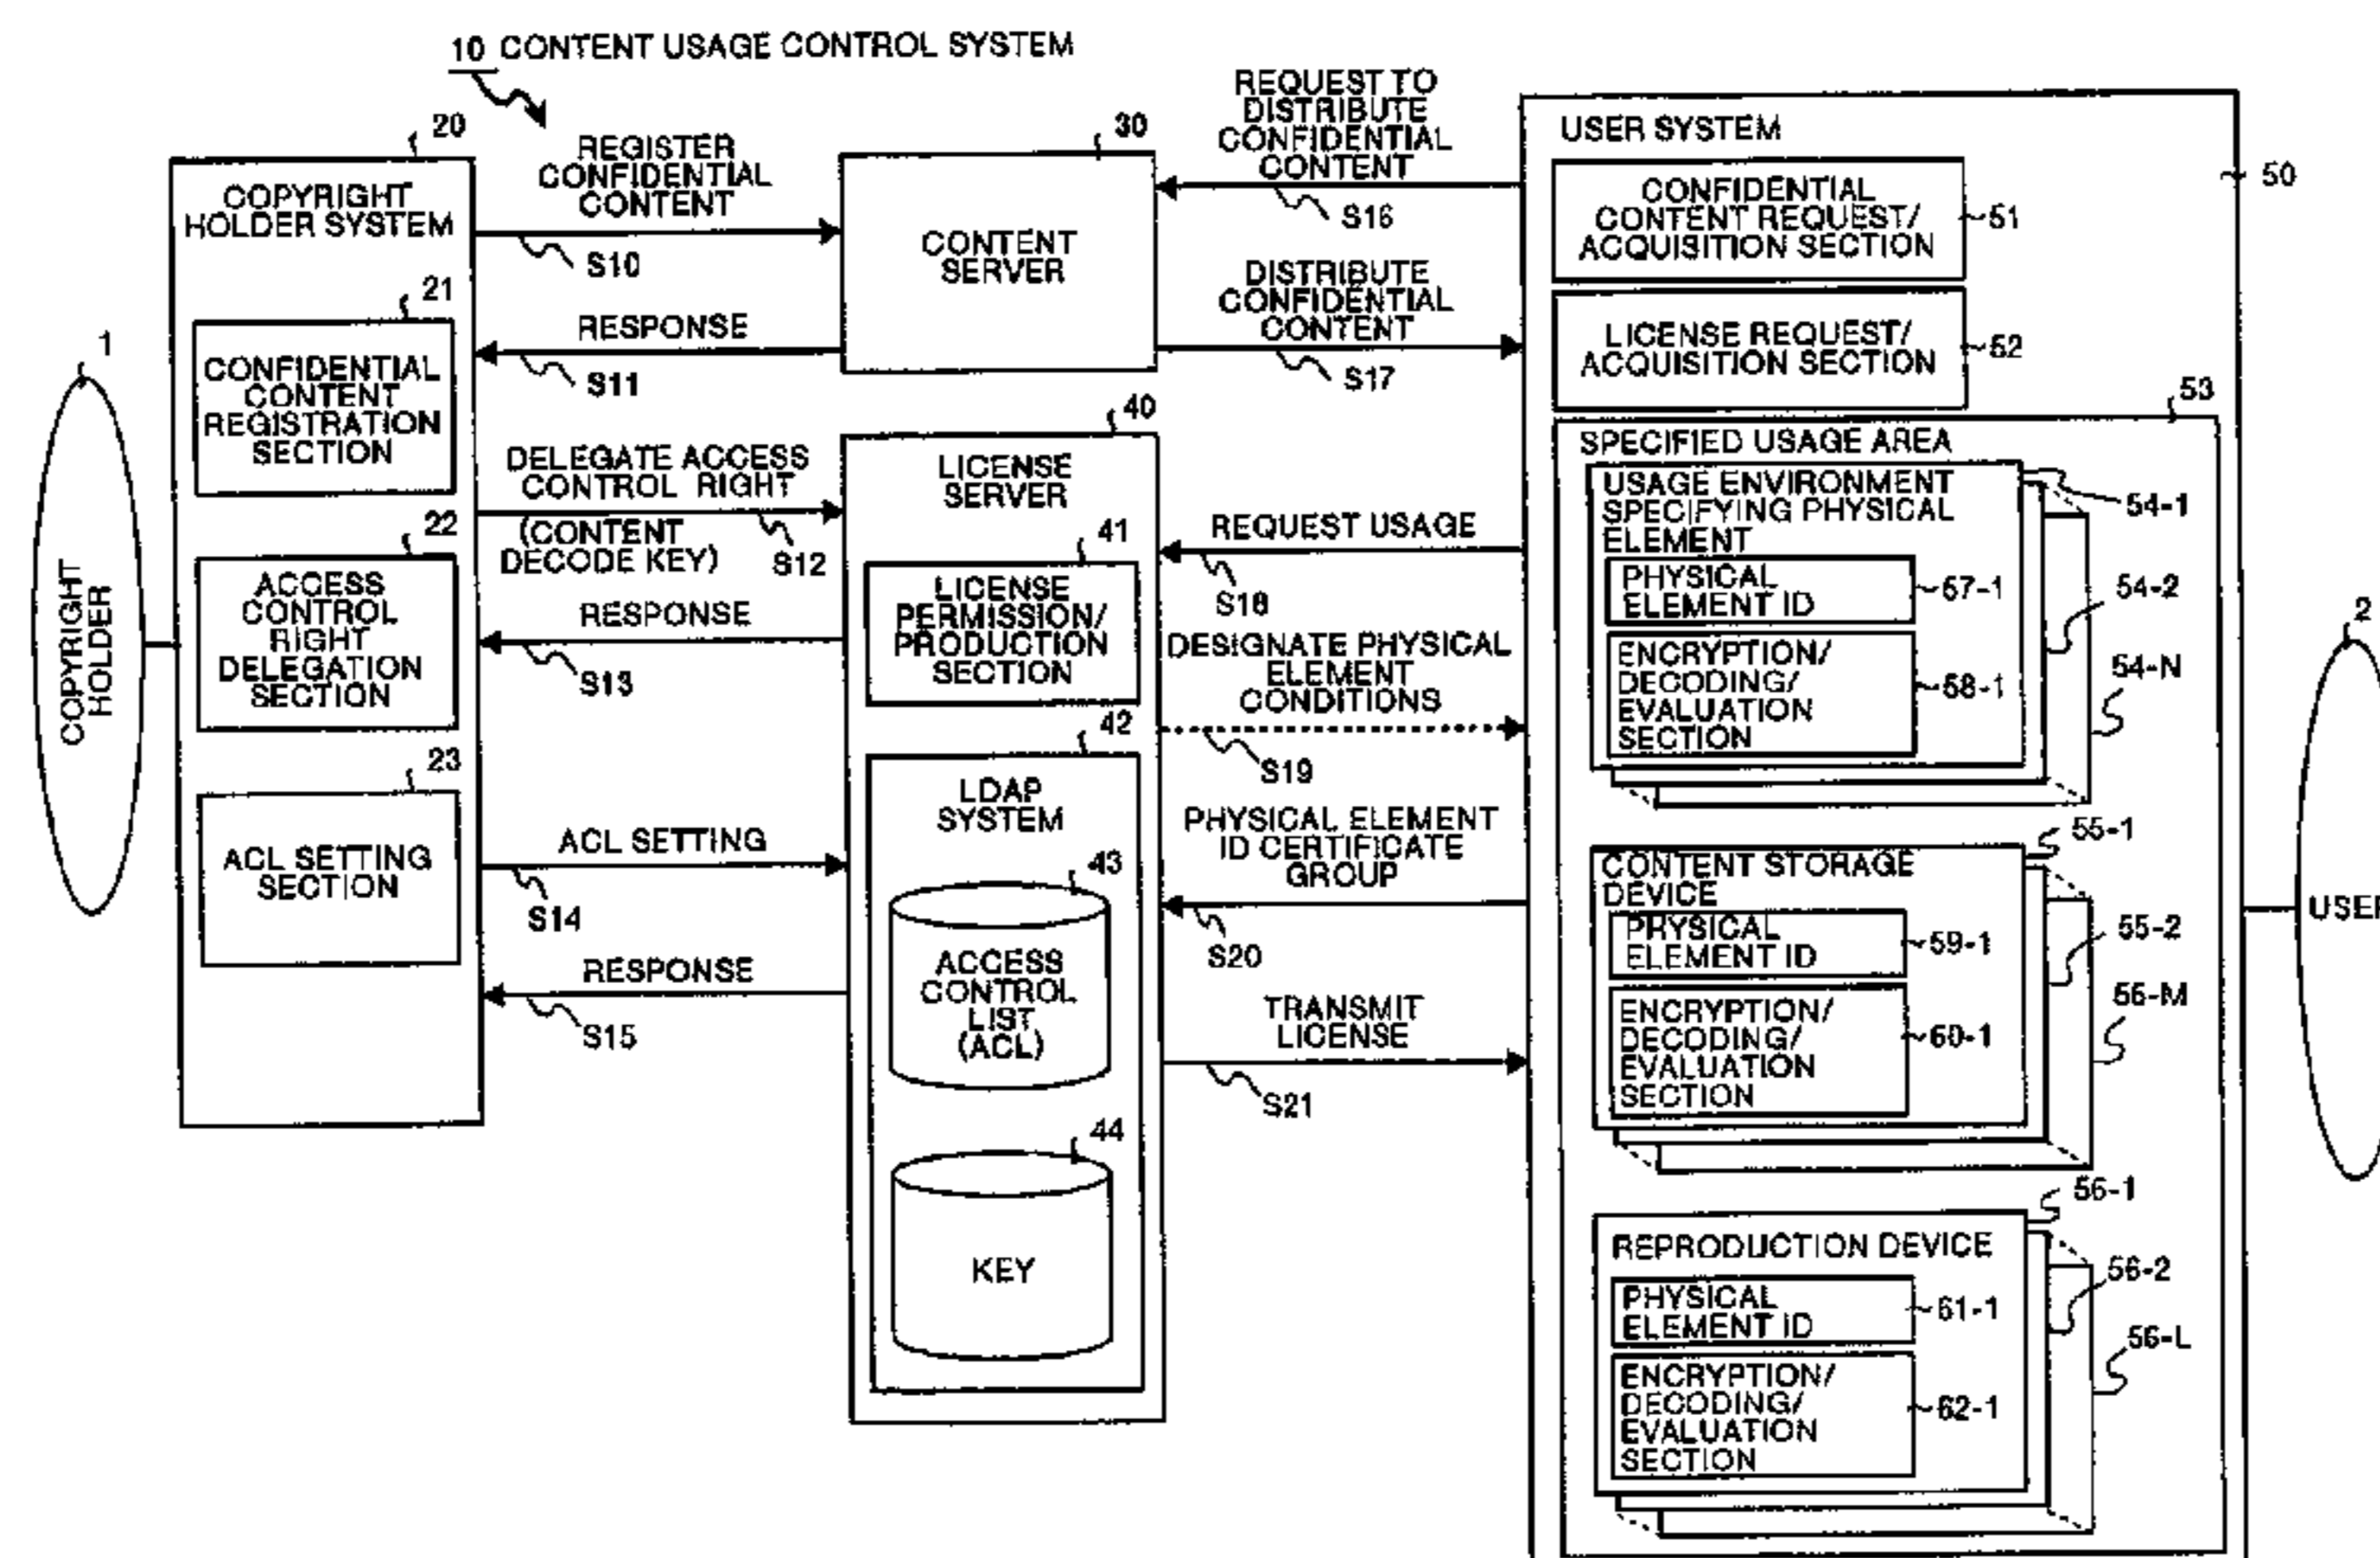 10 CONTENT USAGE CONTROL SYSTEM
1
COPYRIGHT
HOLDER
20
COPYRIGHT
HOLDER SYSTEM
21
CONFIDENTIAL
CONTENT
REGISTRATION
SECTION
22
ACCESS
CONTROL
RIGHT
DELEGATION
SECTION
23
ACL SETTING
SECTION
REGISTER
CONFIDENTIAL
CONTENT
S10
RESPONSE
S11
DELEGATE ACCESS
CONTROL RIGHT
(CONTENT
DECODE KEY)
S12
RESPONSE
S13
ACL SETTING
S14
RESPONSE
S15
30
CONTENT
SERVER
40
LICENSE
SERVER
41
LICENSE
PERMISSION/
PRODUCTION
SECTION
42
LDAP
SYSTEM
43
ACCESS
CONTROL
LIST
(ACL)
44
KEY
REQUEST TO
DISTRIBUTE
CONFIDENTIAL
CONTENT
S16
DISTRIBUTE
CONFIDENTIAL
CONTENT
S17
REQUEST USAGE
S18
DESIGNATE PHYSICAL
ELEMENT
CONDITIONS
S19
PHYSICAL ELEMENT
ID CERTIFICATE
GROUP
S20
TRANSMIT
LICENSE
S21
USER SYSTEM
50
CONFIDENTIAL
CONTENT REQUEST/
ACQUISITION SECTION
51
LICENSE REQUEST/
ACQUISITION SECTION
52
53
SPECIFIED USAGE AREA
USAGE ENVIRONMENT
SPECIFYING PHYSICAL
ELEMENT
54-1
PHYSICAL
ELEMENT ID
57-1
54-2
ENCRYPTION/
DECODING/
EVALUATION
SECTION
58-1
54-N
55-1
CONTENT STORAGE
DEVICE
PRYSICAL
ELEMENT ID
59-1
55-2
ENCRYPTION/
DECODING/
EVALUATION
SECTION
60-1
55-M
56-1
REPRODUCTION DEVICE
56-2
PHYSICAL
ELEMENT ID
61-1
56-L
ENCRYPTION/
DECODING/
EVALUATION
SECTION
62-1
2
USER